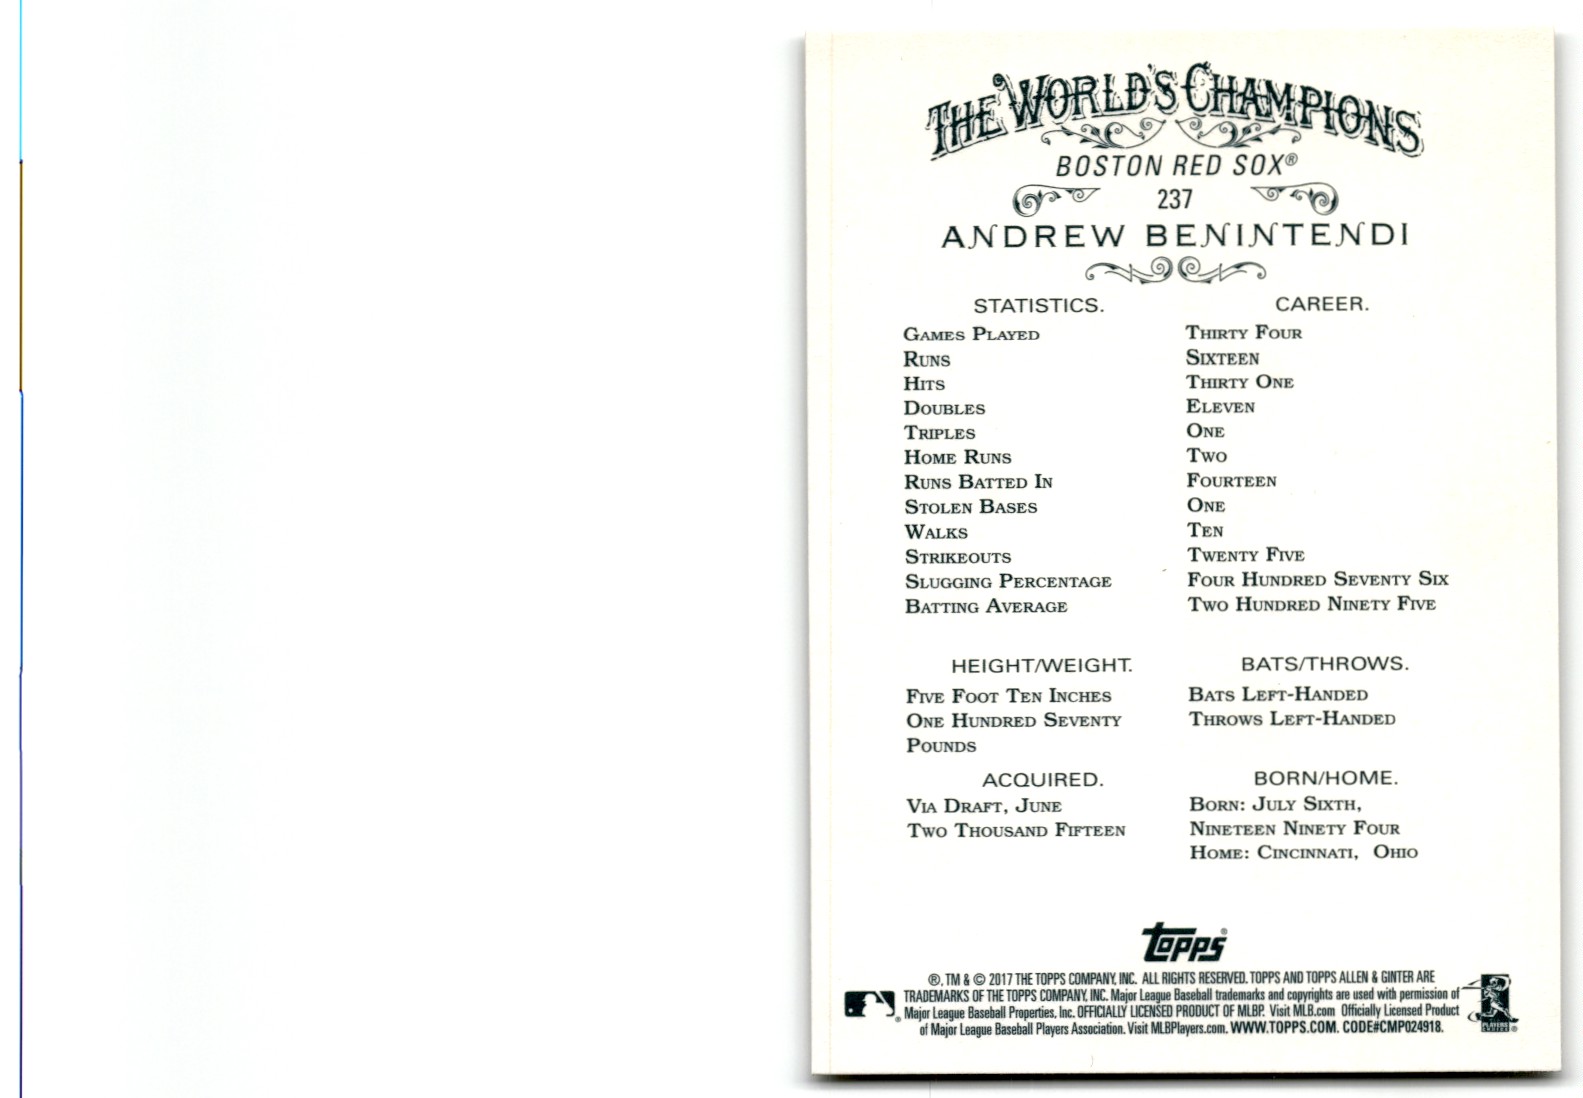 THE WORLD'S CHAMPIONS
BOSTON RED SOX®
237
ANDREW BENINTENDI
STATISTICS. CAREER.
GAMES PLAYED THIRTY FOUR
RUNS SIXTEEN
HITS THIRTY ONE
DOUBLES ELEVEN
TRIPLES ONE
HOME RUNS TWO
RUNS BATTED IN FOURTEEN
STOLEN BASES ONE
WALKS TEN
STRIKEOUTS TWENTY FIVE
SLUGGING PERCENTAGE FOUR HUNDRED SEVENTY SIX
BATTING AVERAGE TWO HUNDRED NINETY FIVE
HEIGHT/WEIGHT. BATS/THROWS.
FIVE FOOT TEN INCHES BATS LEFT-HANDED
ONE HUNDRED SEVENTY THROWS LEFT-HANDED
POUNDS
ACQUIRED. BORN/HOME.
VIA DRAFT, JUNE BORN: JULY SIXTH,
TWO THOUSAND FIFTEEN NINETEEN NINETY FOUR
HOME: CINCINNATI, OHIO
topps®
®, TM & © 2017 THE TOPPS COMPANY, INC. ALL RIGHTS RESERVED. TOPPS AND TOPPS ALLEN & GINTER ARE
TRADEMARKS OF THE TOPPS COMPANY, INC. Major League Baseball trademarks and copyrights are used with permission of
Major League Baseball Properties, Inc. OFFICIALLY LICENSED PRODUCT OF MLBP. Visit MLB.com Officially Licensed Product
of Major League Baseball Players Association. Visit MLBPlayers.com. WWW.TOPPS.COM. CODE#CMP024918.
PLAYERS CHOICE ®